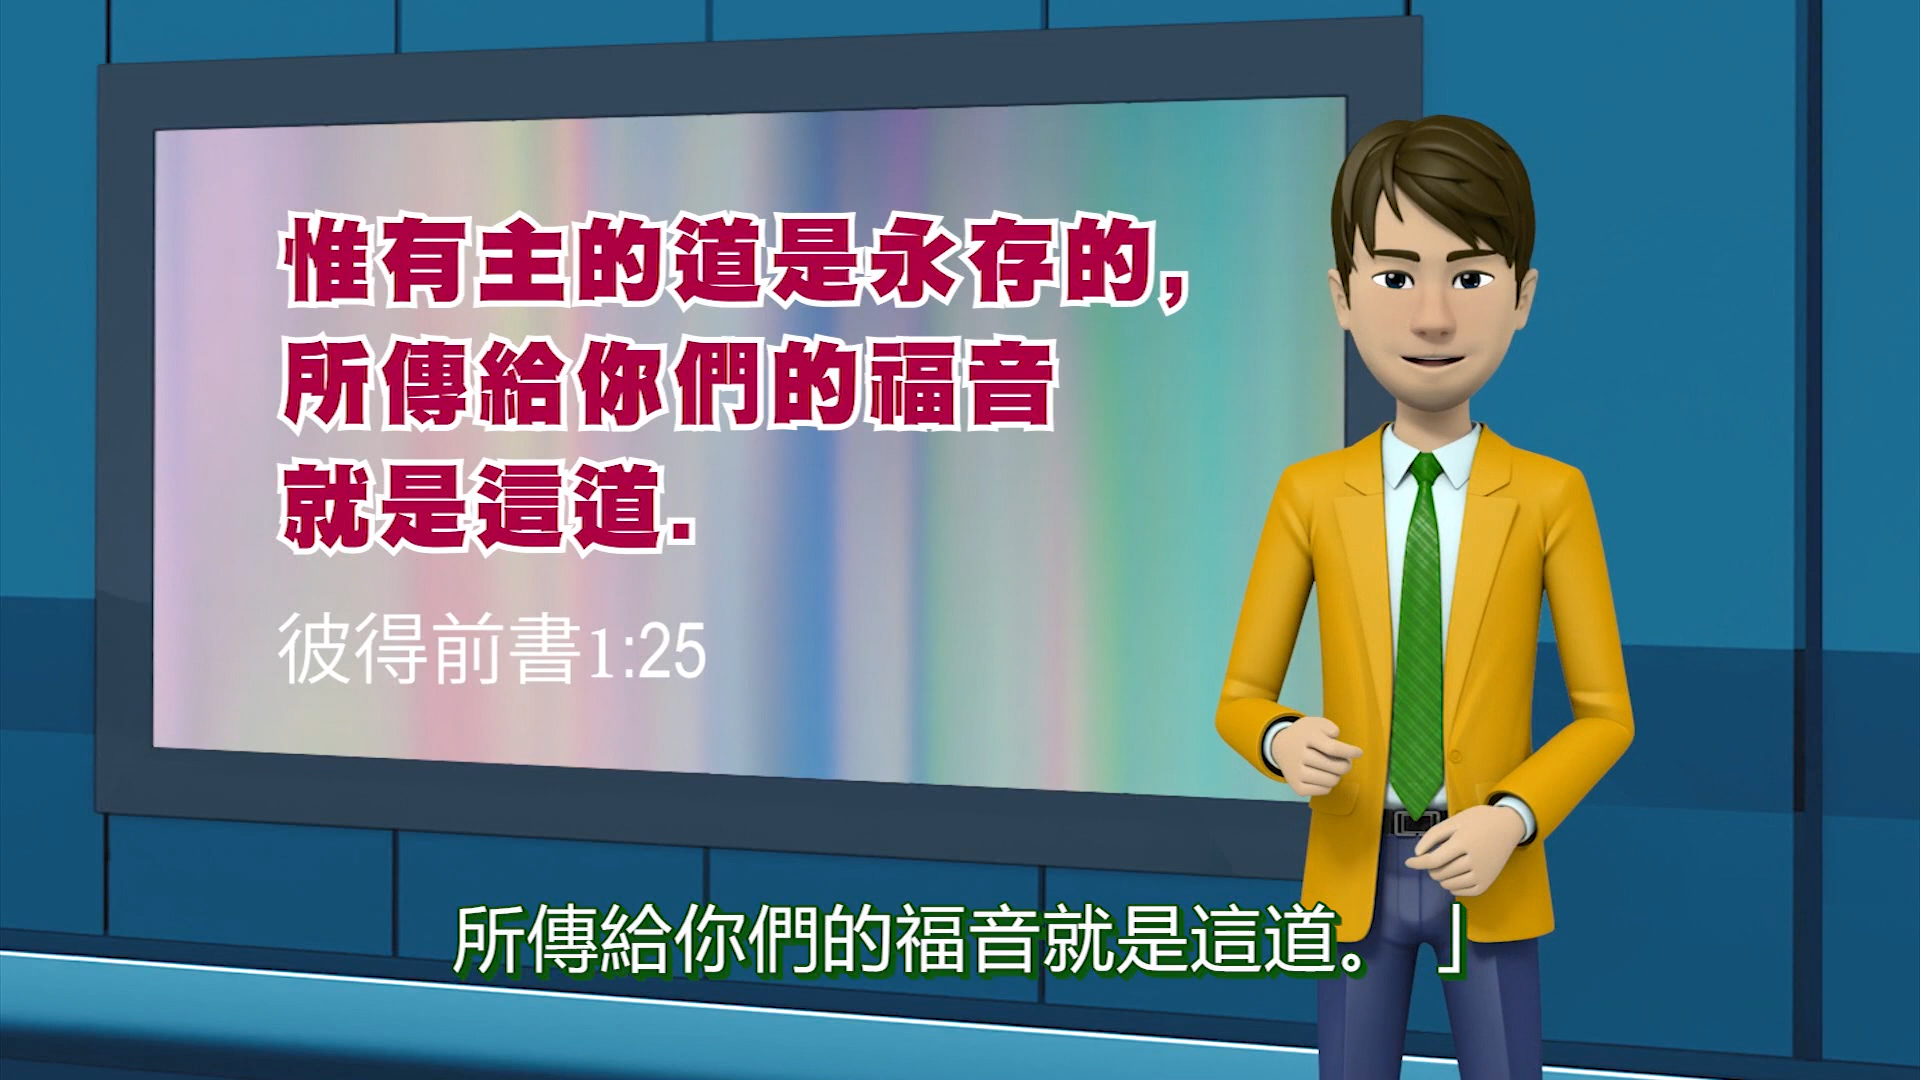 惟有主的道是永存的,
所傳給你們的福音
就是這道.
彼得前書1:25
所傳給你們的福音就是這道。」